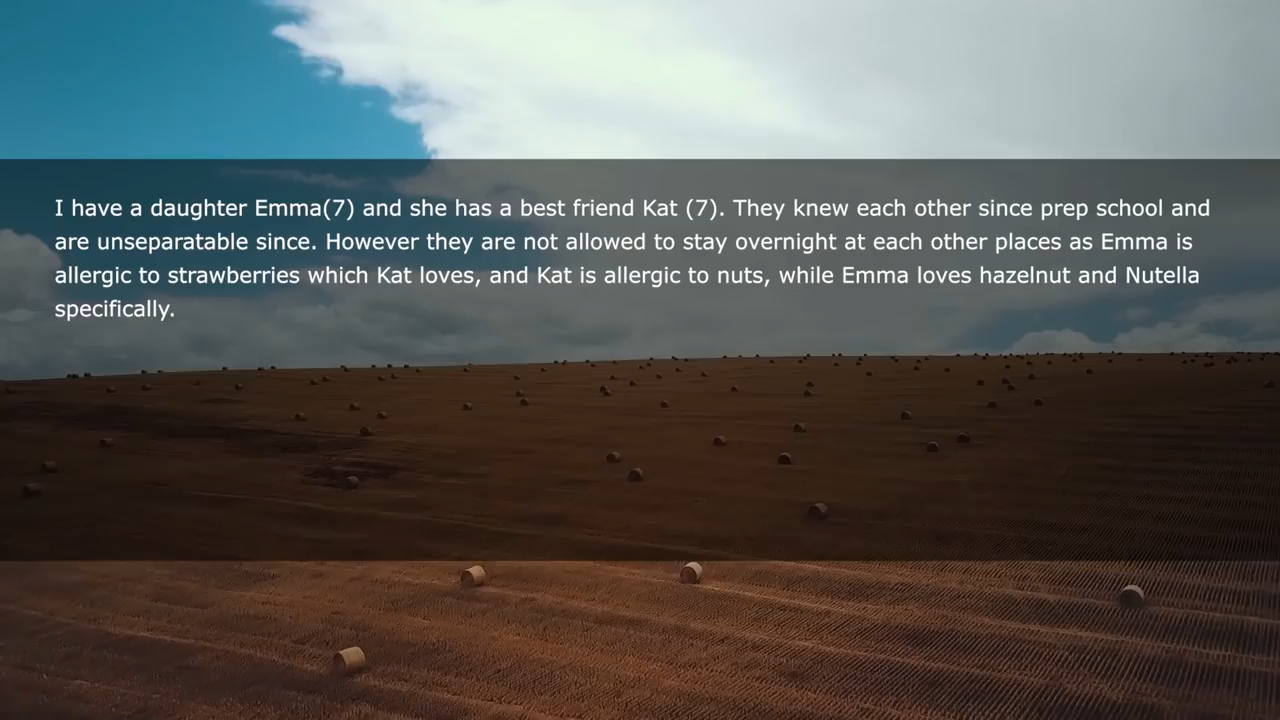 I have a daughter Emma(7) and she has a best friend Kat (7). They knew each other since prep school and
are unseparatable since. However they are not allowed to stay overnight at each other places as Emma is
allergic to strawberries which Kat loves, and Kat is allergic to nuts, while Emma loves hazelnut and Nutella
specifically.